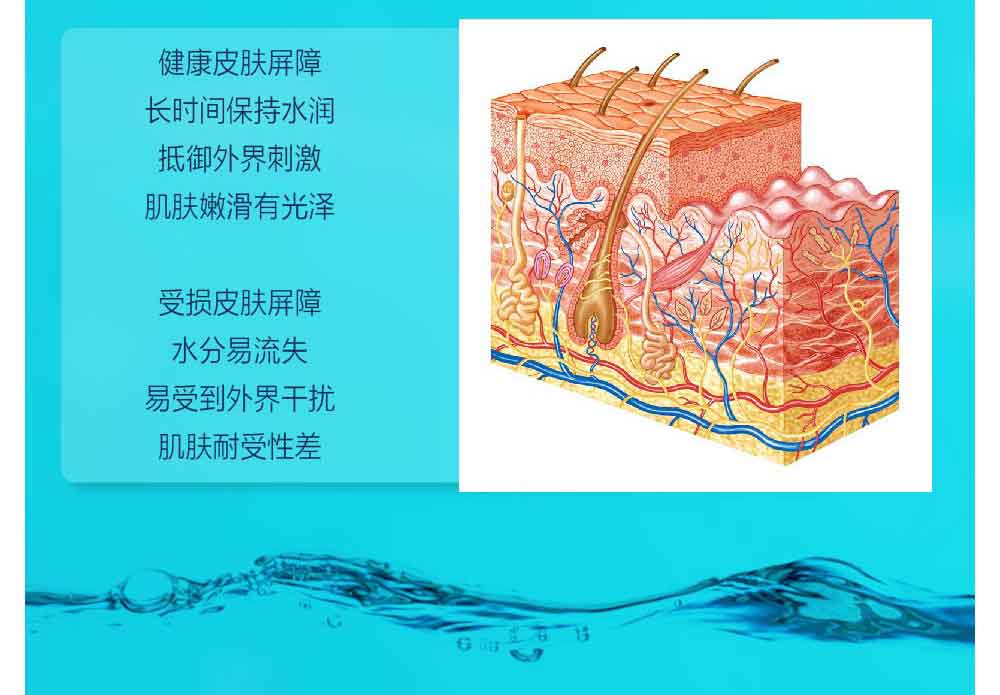 健康皮肤屏障
长时间保持水润
抵御外界刺激
肌肤嫩滑有光泽
受损皮肤屏障
水分易流失
易受到外界干扰
肌肤耐受性差